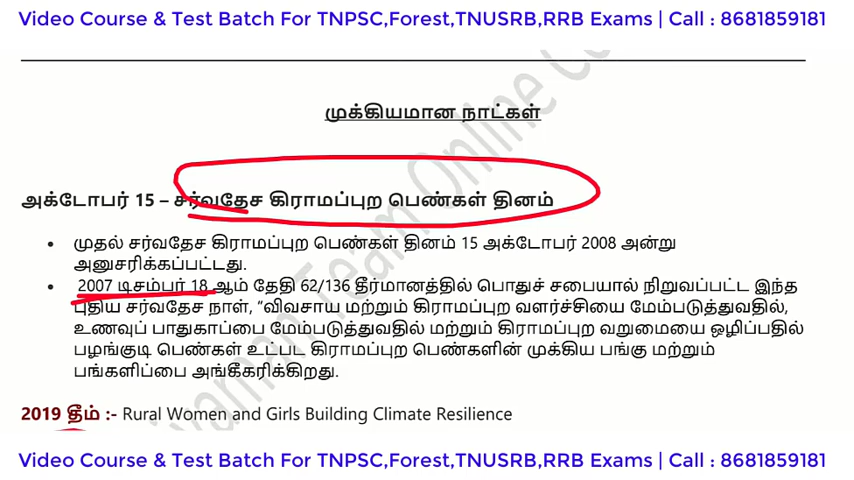 Video Course & Test Batch For TNPSC,Forest,TNUSRB,RRB Exams | Call : 8681859181
முக்கியமான நாட்கள்
அக்டோபர் 15 – சர்வதேச கிராமப்புற பெண்கள் தினம்
• முதல் சர்வதேச கிராமப்புற பெண்கள் தினம் 15 அக்டோபர் 2008 அன்று
அனுசரிக்கப்பட்டது.
• 2007 டிசம்பர் 18 ஆம் தேதி 62/136 தீர்மானத்தில் பொதுச் சபையால் நிறுவப்பட்ட இந்த
புதிய சர்வதேச நாள், “விவசாய மற்றும் கிராமப்புற வளர்ச்சியை மேம்படுத்துவதில்,
உணவுப் பாதுகாப்பை மேம்படுத்துவதில் மற்றும் கிராமப்புற வறுமையை ஒழிப்பதில்
பழங்குடி பெண்கள் உட்பட கிராமப்புற பெண்களின் முக்கிய பங்கு மற்றும்
பங்களிப்பை அங்கீகரிக்கிறது.
2019 தீம் :- Rural Women and Girls Building Climate Resilience
Team Online
Video Course & Test Batch For TNPSC,Forest,TNUSRB,RRB Exams | Call : 8681859181